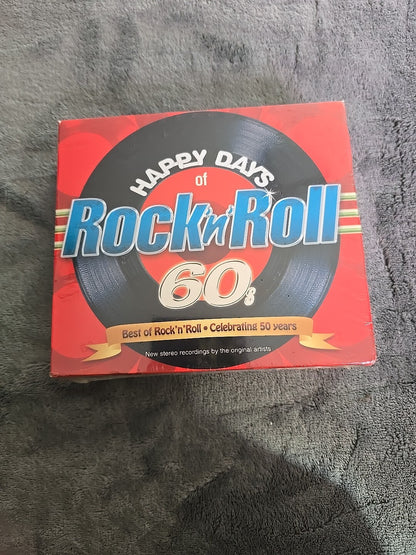 HAPPY DAYS
of
Rock'n'Roll
60s
Best of Rock'n'Roll • Celebrating 50 years
New stereo recordings by the original artists